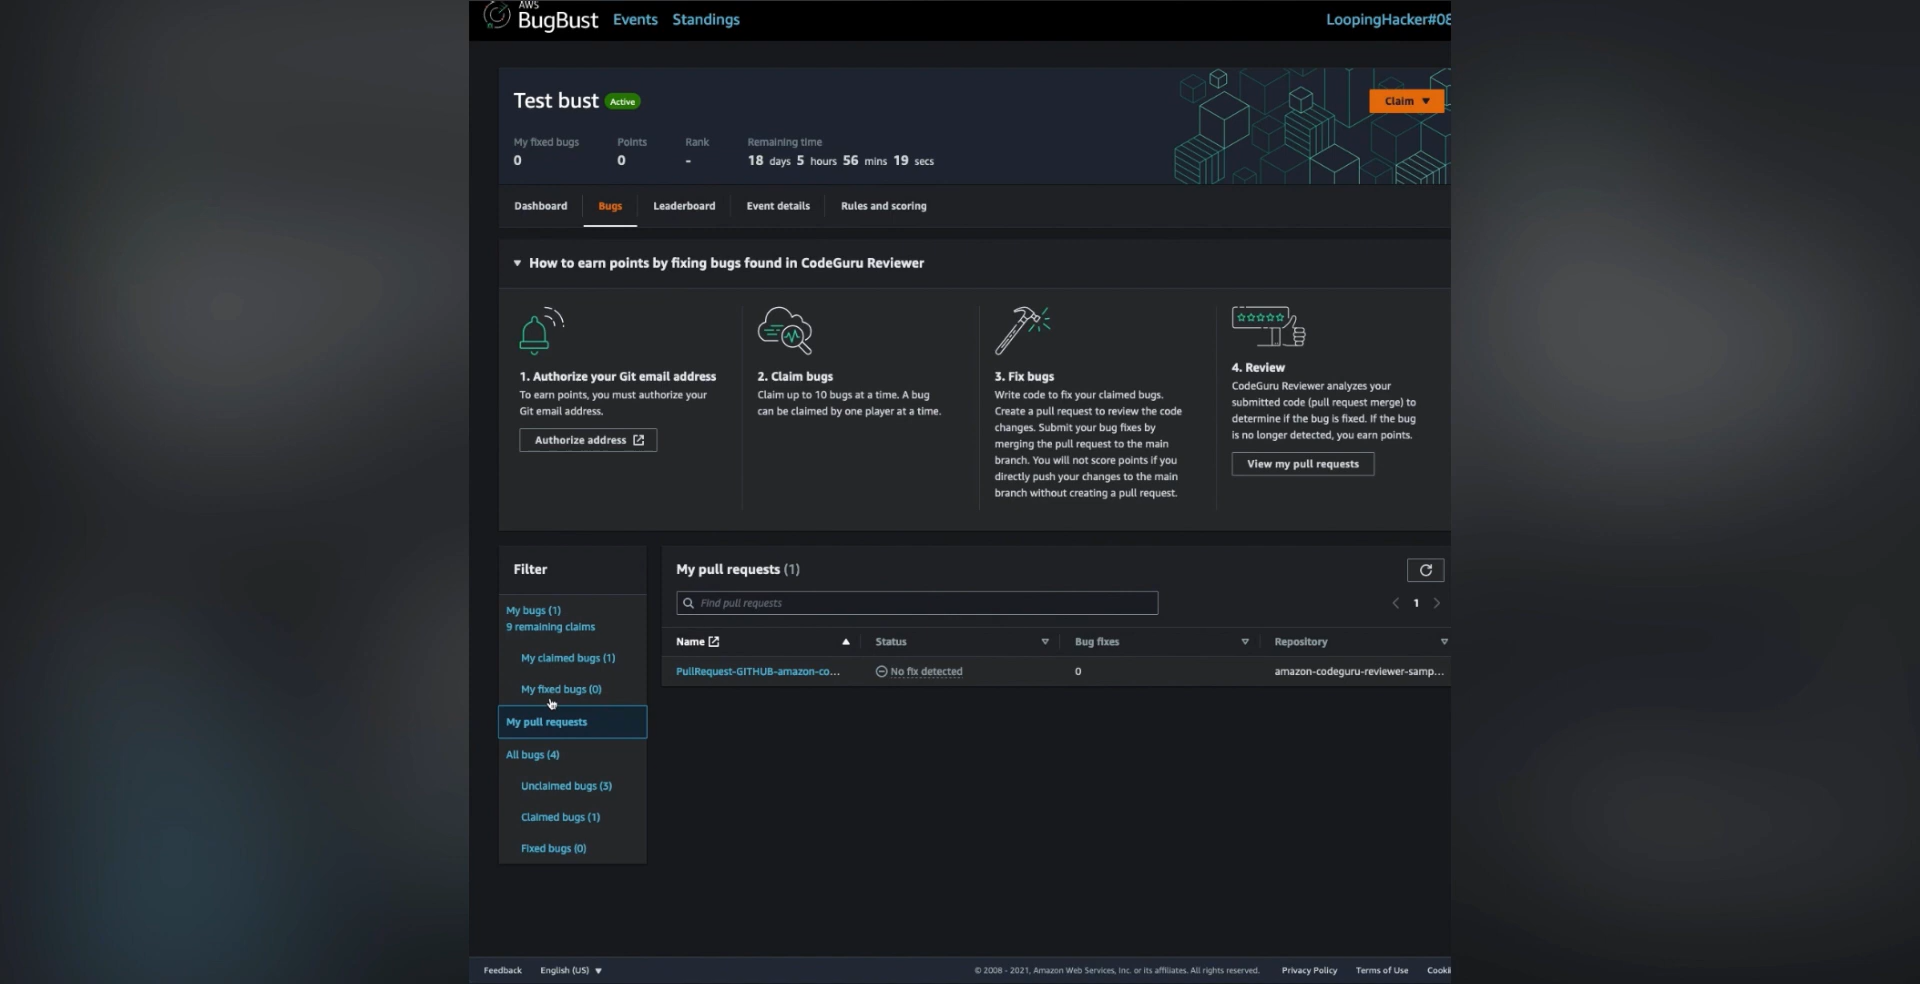 AWS
BugBust Events Standings
LoopingHacker#08
Test bust Active
Claim
My fixed bugs Points Rank Remaining time
0 0 - 18 days 5 hours 56 mins 19 secs
Dashboard Bugs Leaderboard Event details Rules and scoring
How to earn points by fixing bugs found in CodeGuru Reviewer
1. Authorize your Git email address
To earn points, you must authorize your
Git email address.
Authorize address
2. Claim bugs
Claim up to 10 bugs at a time. A bug
can be claimed by one player at a time.
3. Fix bugs
Write code to fix your claimed bugs.
Create a pull request to review the code
changes. Submit your bug fixes by
merging the pull request to the main
branch. You will not score points if you
directly push your changes to the main
branch without creating a pull request.
4. Review
CodeGuru Reviewer analyzes your
submitted code (pull request merge) to
determine if the bug is fixed. If the bug
is no longer detected, you earn points.
View my pull requests
Filter
My bugs (1)
9 remaining claims
My claimed bugs (1)
My fixed bugs (0)
My pull requests
All bugs (4)
Unclaimed bugs (3)
Claimed bugs (1)
Fixed bugs (0)
My pull requests (1)
Find pull requests
1
Name Status Bug fixes Repository
PullRequest-GITHUB-amazon-co... No fix detected 0 amazon-codeguru-reviewer-samp...
Feedback English (US)
© 2008 - 2021, Amazon Web Services, Inc. or its affiliates. All rights reserved. Privacy Policy Terms of Use Cooki